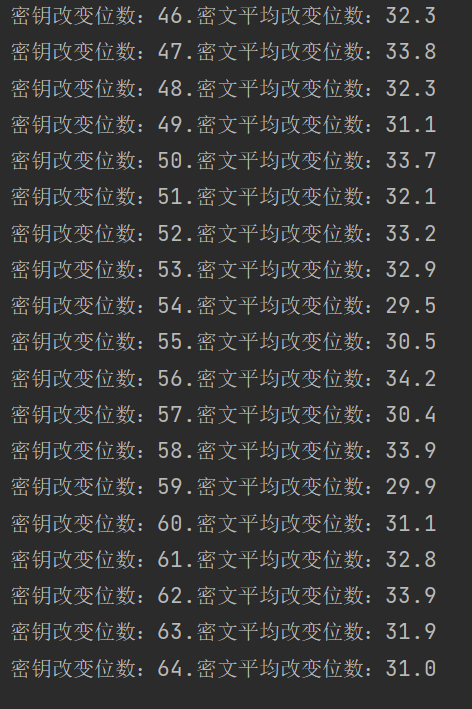 密钥改变位数：46.密文平均改变位数：32.3
密钥改变位数：47.密文平均改变位数：33.8
密钥改变位数：48.密文平均改变位数：32.3
密钥改变位数：49.密文平均改变位数：31.1
密钥改变位数：50.密文平均改变位数：33.7
密钥改变位数：51.密文平均改变位数：32.1
密钥改变位数：52.密文平均改变位数：33.2
密钥改变位数：53.密文平均改变位数：32.9
密钥改变位数：54.密文平均改变位数：29.5
密钥改变位数：55.密文平均改变位数：30.5
密钥改变位数：56.密文平均改变位数：34.2
密钥改变位数：57.密文平均改变位数：30.4
密钥改变位数：58.密文平均改变位数：33.9
密钥改变位数：59.密文平均改变位数：29.9
密钥改变位数：60.密文平均改变位数：31.1
密钥改变位数：61.密文平均改变位数：32.8
密钥改变位数：62.密文平均改变位数：33.9
密钥改变位数：63.密文平均改变位数：31.9
密钥改变位数：64.密文平均改变位数：31.0